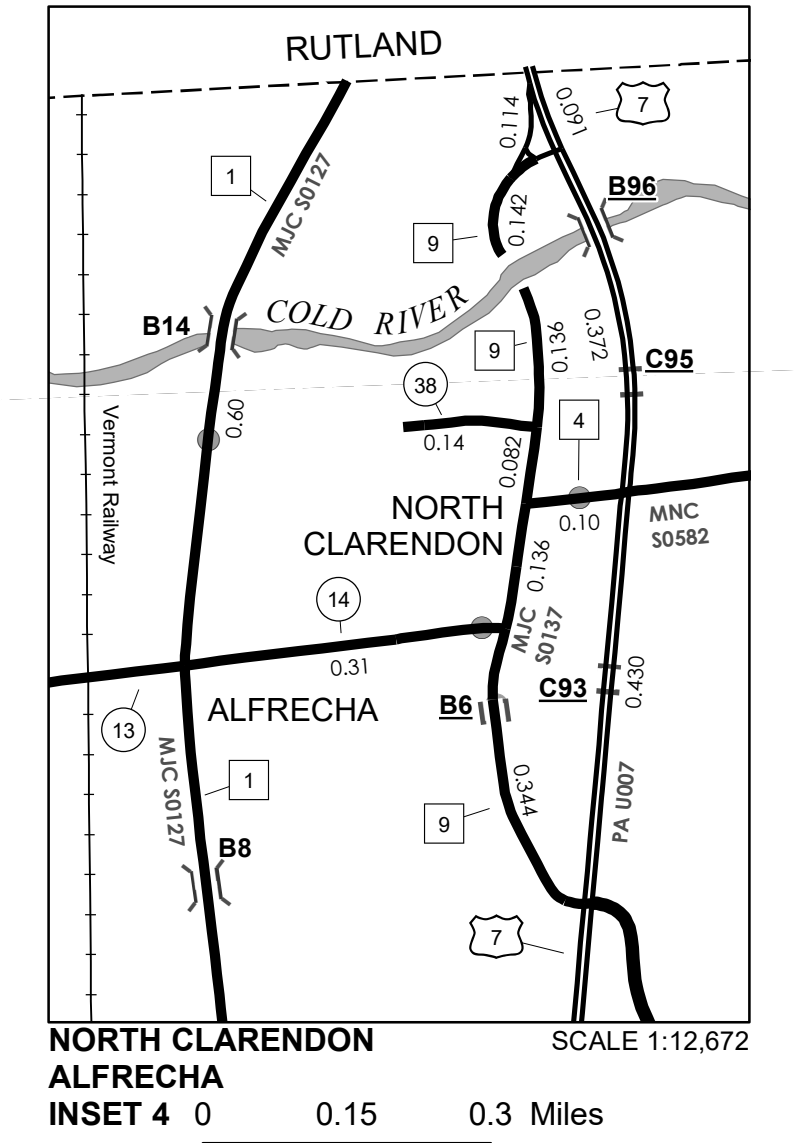 RUTLAND
7
0.091
0.114
B96
1
MJC S0127
0.142
9
COLD RIVER
B14
0.372
0.136
9
C95
38
0.60
Vermont Railway
0.14
4
0.082
NORTH
CLARENDON
0.10
MNC
S0582
0.136
14
MJC
S0137
0.31
0.430
C93
B6
ALFRECHA
13
MJC S0127
1
0.344
9
PA U007
B8
7
NORTH CLARENDON
SCALE 1:12,672
ALFRECHA
INSET 4 0 0.15 0.3 Miles